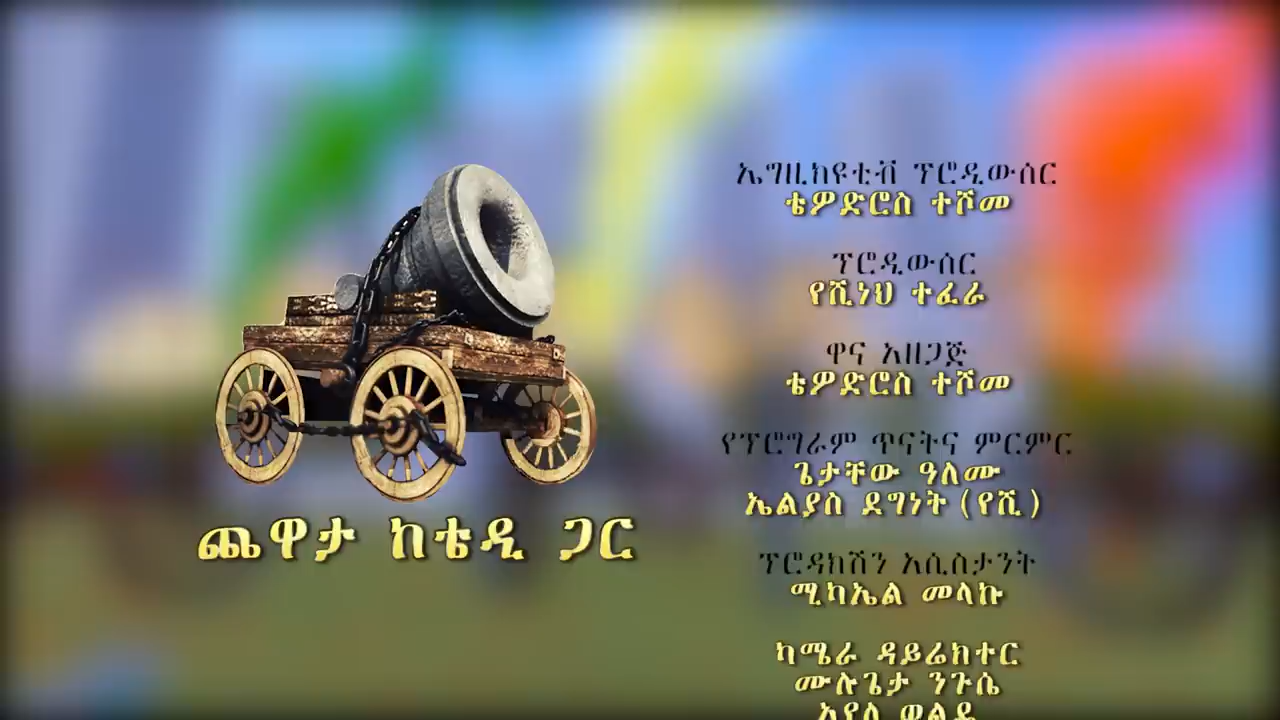 ጨዋታ ከቴዲ ጋር
ኤግዚክዩቲቭ ፕሮዲውሰር
ቴዎድሮስ ተሾመ
ፕሮዲውሰር
የሺነህ ተፈራ
ዋና አዘጋጅ
ቴዎድሮስ ተሾመ
የፕሮግራም ጥናትና ምርምር
ጌታቸው ዓለሙ
ኤልያስ ደግነት (የሺ)
ፕሮዳክሽን አሲስታንት
ሚካኤል መላኩ
ካሜራ ዳይሬክተር
ሙሉጌታ ንጉሴ